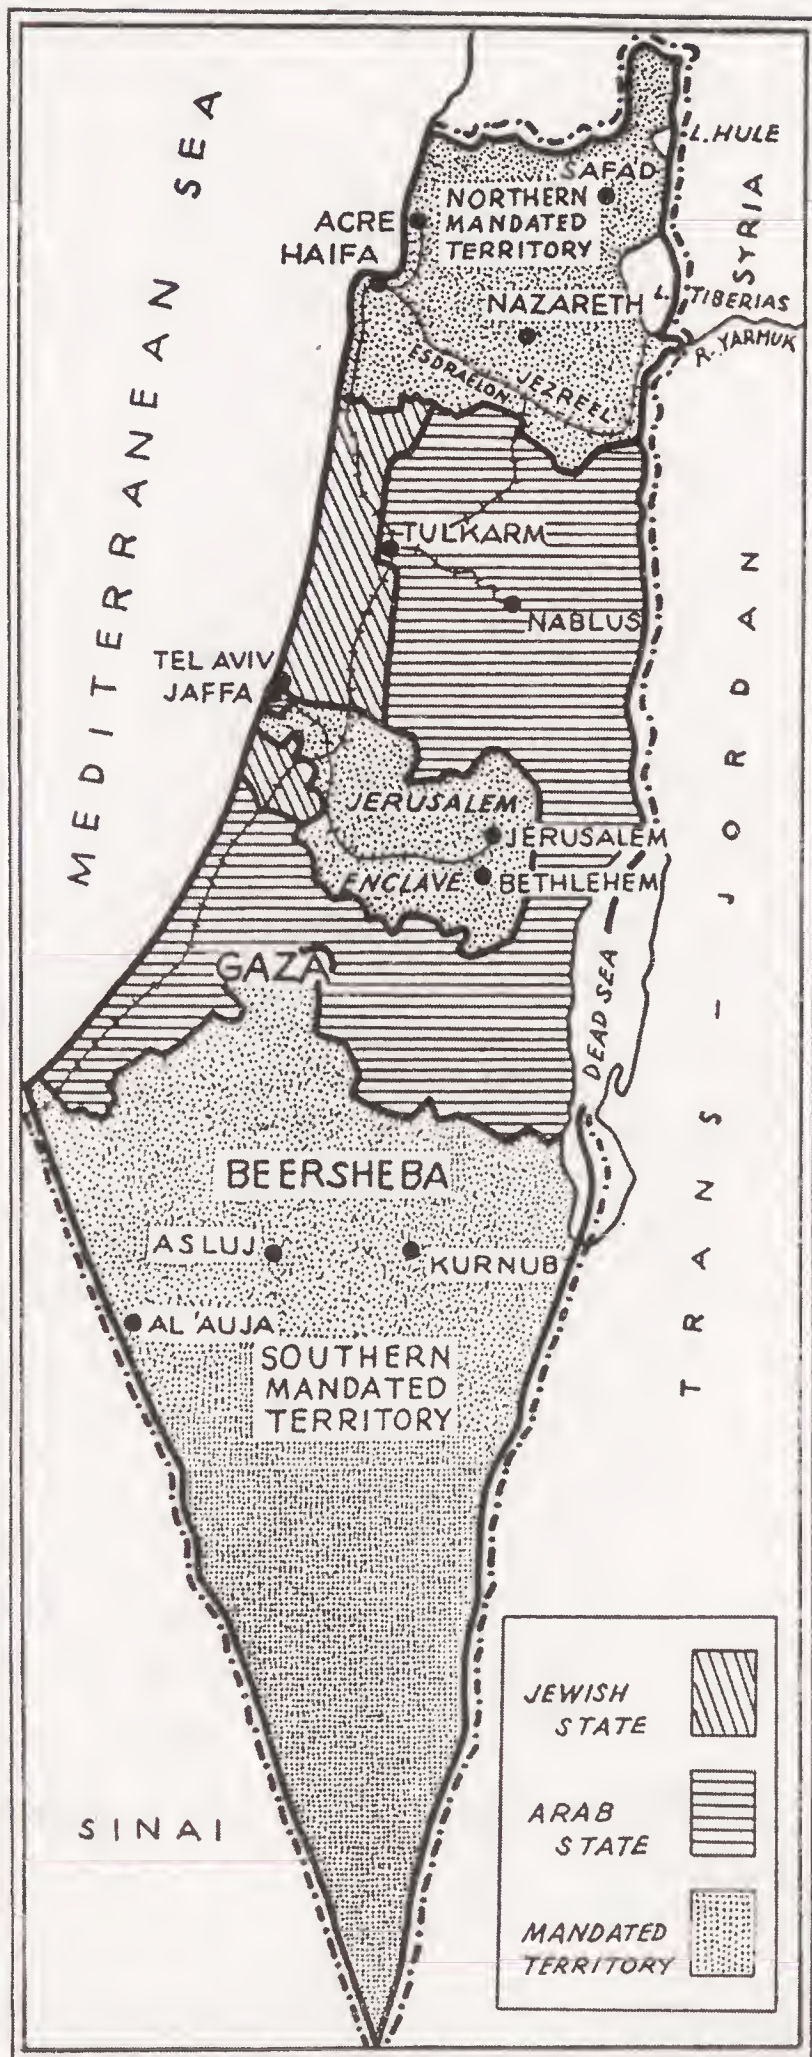 MEDITERRANEAN SEA
L. HULE
SAFAD
NORTHERN
MANDATED
TERRITORY
ACRE
HAIFA
SYRIA
NAZARETH
L. TIBERIAS
R. YARMUK
ESDRAELON
JEZREEL
TULKARM
NABLUS
TEL AVIV
JAFFA
JERUSALEM
ENCLAVE
JERUSALEM
BETHLEHEM
GAZA
DEAD SEA
TRANS-JORDAN
BEERSHEBA
ASLUJ
KURNUB
AL 'AUJA
SOUTHERN
MANDATED
TERRITORY
SINAI
JEWISH
STATE
ARAB
STATE
MANDATED
TERRITORY